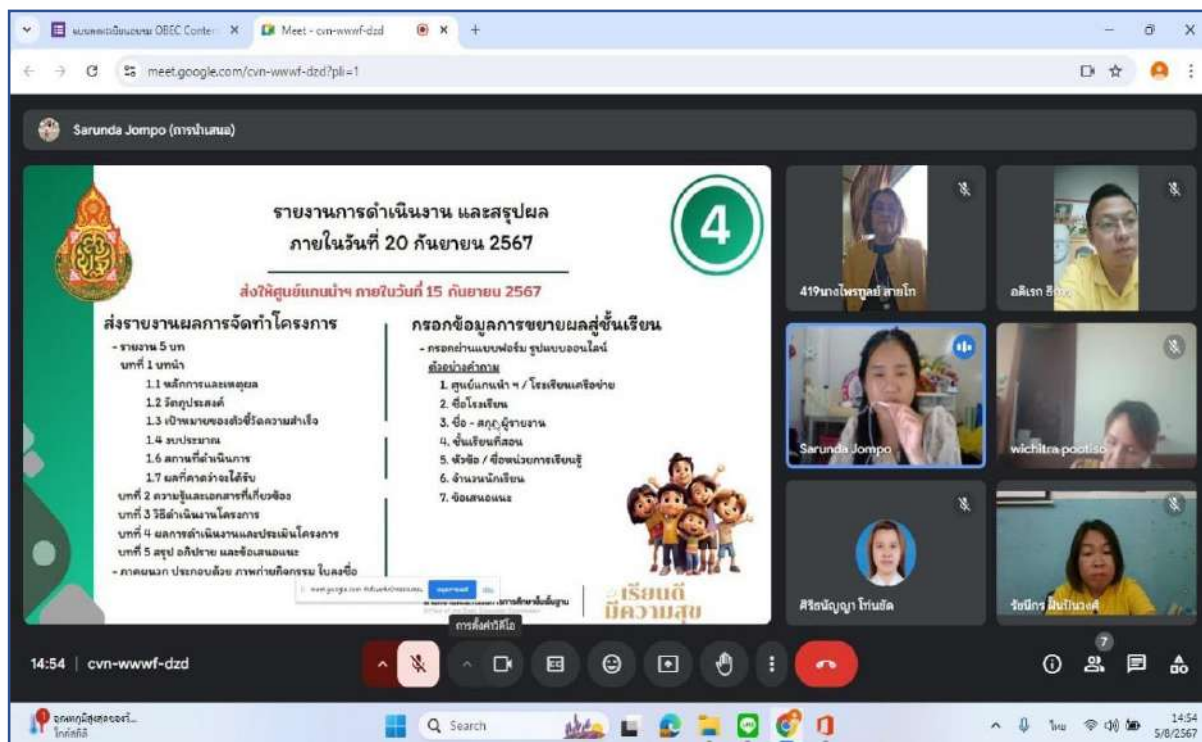 Meet - cvn-wwwf-dzd
meet.google.com/cvn-wwwf-dzd?pli=1
Sarunda Jompo (การนำเสนอ)
รายงานการดำเนินงาน และสรุปผล
ภายในวันที่ 20 กันยายน 2567
4
ส่งให้ศูนย์แกนนำฯ ภายในวันที่ 15 กันยายน 2567
ส่งรายงานผลการจัดทำโครงการ
- รายงาน 5 บท
บทที่ 1 บทนำ
1.1 หลักการและเหตุผล
1.2 วัตถุประสงค์
1.3 เป้าหมายของตัวชี้วัดความสำเร็จ
1.4 งบประมาณ
1.6 สถานที่ดำเนินการ
1.7 ผลที่คาดว่าจะได้รับ
บทที่ 2 ความรู้และเอกสารที่เกี่ยวข้อง
บทที่ 3 วิธีดำเนินงานโครงการ
บทที่ 4 ผลการดำเนินงานและประเมินโครงการ
บทที่ 5 สรุป อภิปราย และข้อเสนอแนะ
- ภาคผนวก ประกอบด้วย ภาพถ่ายกิจกรรม ใบลงชื่อ
กรอกข้อมูลการขยายผลสู่ชั้นเรียน
- กรอกผ่านแบบฟอร์ม รูปแบบออนไลน์
ตัวอย่างคำถาม
1. ศูนย์แกนนำ ฯ / โรงเรียนเครือข่าย
2. ชื่อโรงเรียน
3. ชื่อ - สกุลผู้รายงาน
4. ชั้นเรียนที่สอน
5. หัวข้อ / ชื่อหน่วยการเรียนรู้
6. จำนวนนักเรียน
7. ข้อเสนอแนะ
เรียนดี
มีความสุข
419นางไพรฑูลย์ สายโท
อดิเรก
Sarunda Jompo
wichitra pootiso
ศิริธนัญญา โท่นขัด
รัชนีกร ฝั้นปันวงศ์
การตั้งค่าวิดีโอ
14:54 | cvn-wwwf-dzd
7
1
Search
ไทย
14:54
5/8/2567